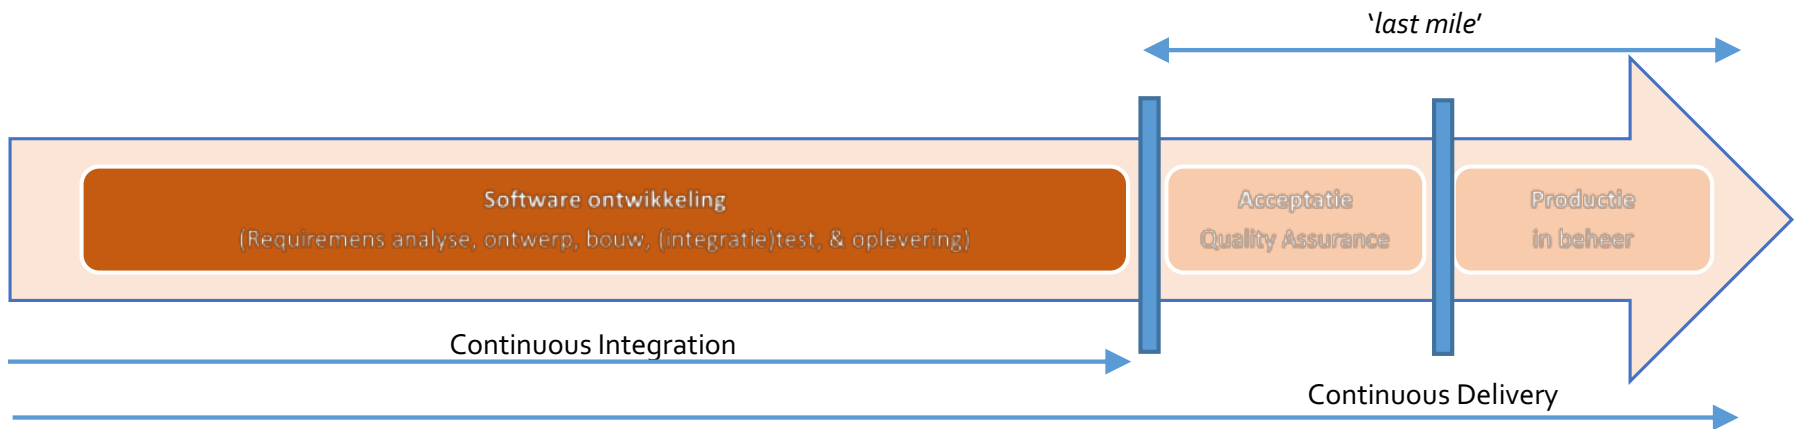 ‘last mile’
Software ontwikkeling
(Requiremens analyse, ontwerp, bouw, (integratie)test, & oplevering)
Acceptatie
Quality Assurance
Productie
in beheer
Continuous Integration
Continuous Delivery